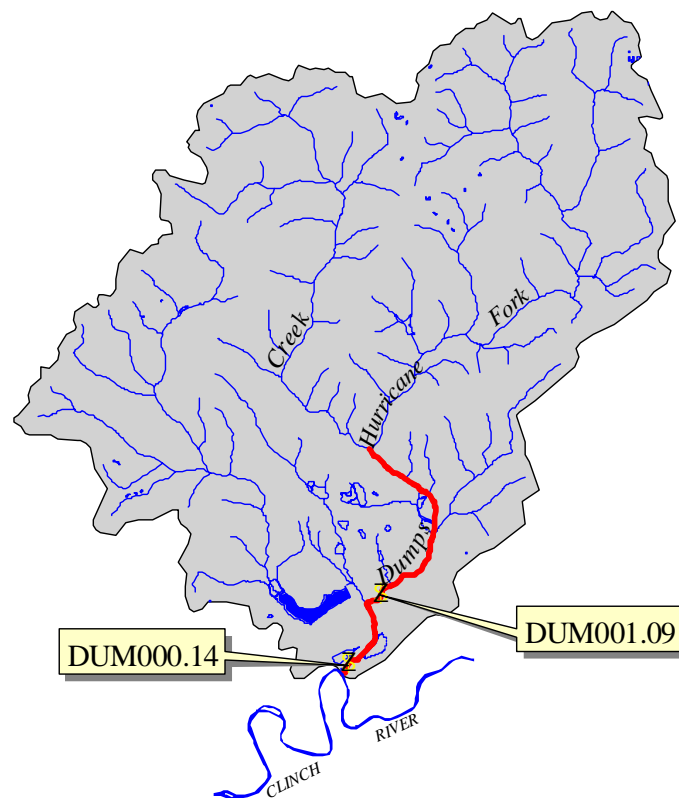 Fork
Creek
Hurricane
Dumps
DUM001.09
DUM000.14
RIVER
CLINCH